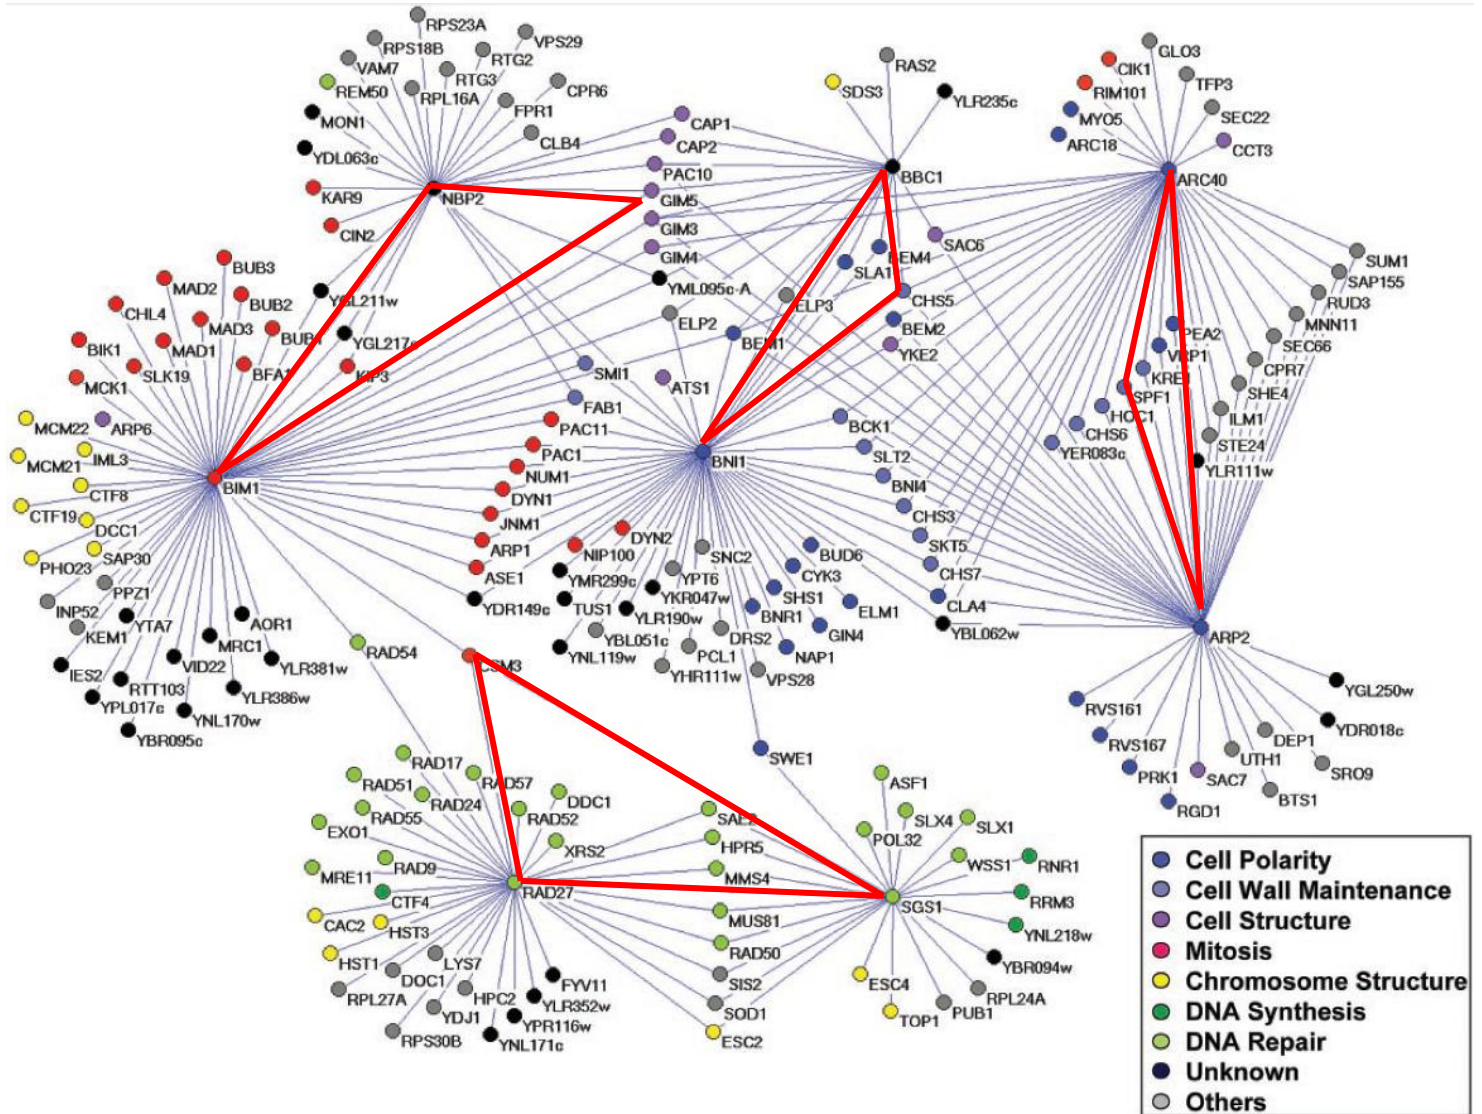 RPS23A
RPS18B
VPS29
RTG2
VAM7
RTG3
REM50
RPL16A
CPR6
FPR1
MON1
CLB4
YDL063c
KAR9
NBP2
CIN2
CAP1
CAP2
PAC10
GIM5
GIM3
GIM4
YML095c-A
RAS2
SDS3
YLR235c
BBC1
GLO3
CIK1
TFP3
RIM101
SEC22
MYO5
ARC18
CCT3
ARC40
SAC6
BEM4
SLA1
CHS5
ELP3
BEM2
ELP2
BEM1
YKE2
SUM1
SAP155
RUD3
MNN11
SEC66
CPR7
SHE4
ILM1
STE24
YLR111w
PEA2
VRP1
KRE1
SPF1
HOC1
CHS6
YER083c
BUB3
MAD2
BUB2
CHL4
MAD3
BUB1
BIK1
MAD1
BFA1
MCK1
SLK19
YGL211w
YGL217c
KIP3
MCM22
ARP6
MCM21
IML3
CTF8
CTF19
DCC1
PHO23
SAP30
BIM1
PPZ1
INP52
YTA7
KEM1
AOR1
MRC1
IES2
VID22
YLR381w
RTT103
YPL017c
YLR386w
YNL170w
YBR095c
SMI1
FAB1
ATS1
PAC11
PAC1
NUM1
DYN1
JNM1
ARP1
ASE1
YDR149c
BNI1
BCK1
SLT2
BNI4
CHS3
SKT5
CHS7
CLA4
YBL062w
DYN2
NIP100
SNC2
BUD6
YMR299c
YPT6
CYK3
YKR047w
SHS1
TUS1
YLR190w
BNR1
ELM1
YBL051c
DRS2
GIN4
YNL119w
PCL1
NAP1
YHR111w
VPS28
ARP2
YGL250w
RVS161
YDR018c
RVS167
DEP1
UTH1
PRK1
SAC7
SRO9
RGD1
BTS1
RAD54
CSM3
SWE1
RAD17
RAD51
RAD57
RAD24
DDC1
RAD55
RAD52
EXO1
XRS2
RAD9
MRE11
CTF4
RAD27
CAC2
HST3
HST1
LYS7
DOC1
FYV11
RPL27A
HPC2
YLR352w
YDJ1
YPR116w
RPS30B
YNL171c
SAE2
HPR5
MMS4
MUS81
RAD50
SIS2
SOD1
ESC2
ASF1
SLX4
SLX1
POL32
WSS1
RNR1
RRM3
SGS1
YNL218w
YBR094w
ESC4
RPL24A
PUB1
TOP1
Cell Polarity
Cell Wall Maintenance
Cell Structure
Mitosis
Chromosome Structure
DNA Synthesis
DNA Repair
Unknown
Others